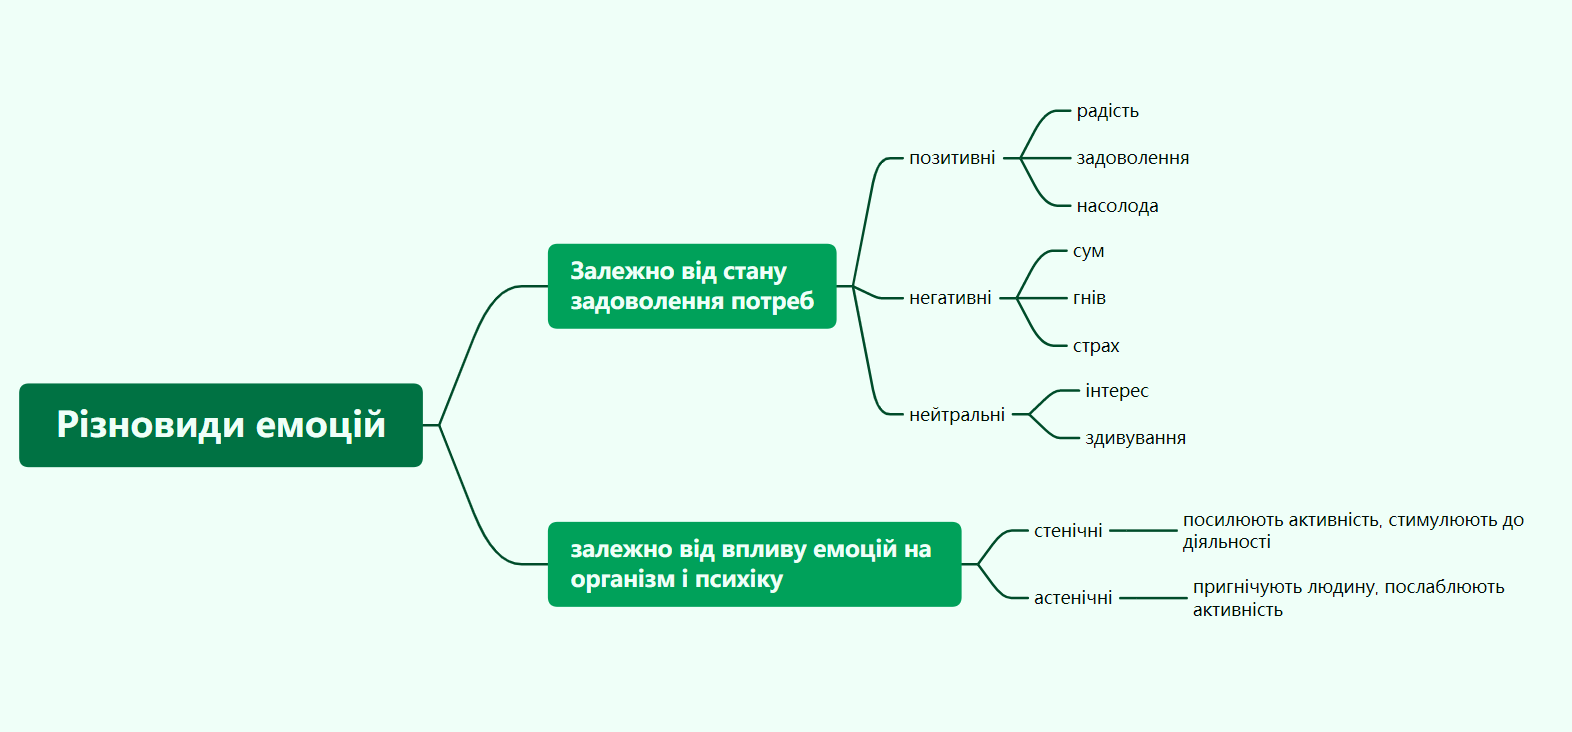 Різновиди емоцій
Залежно від стану
задоволення потреб
позитивні
радість
задоволення
насолода
негативні
сум
гнів
страх
нейтральні
інтерес
здивування
залежно від впливу емоцій на
організм і психіку
стенічні
посилюють активність, стимулюють до
діяльності
астенічні
пригнічують людину, послаблюють
активність